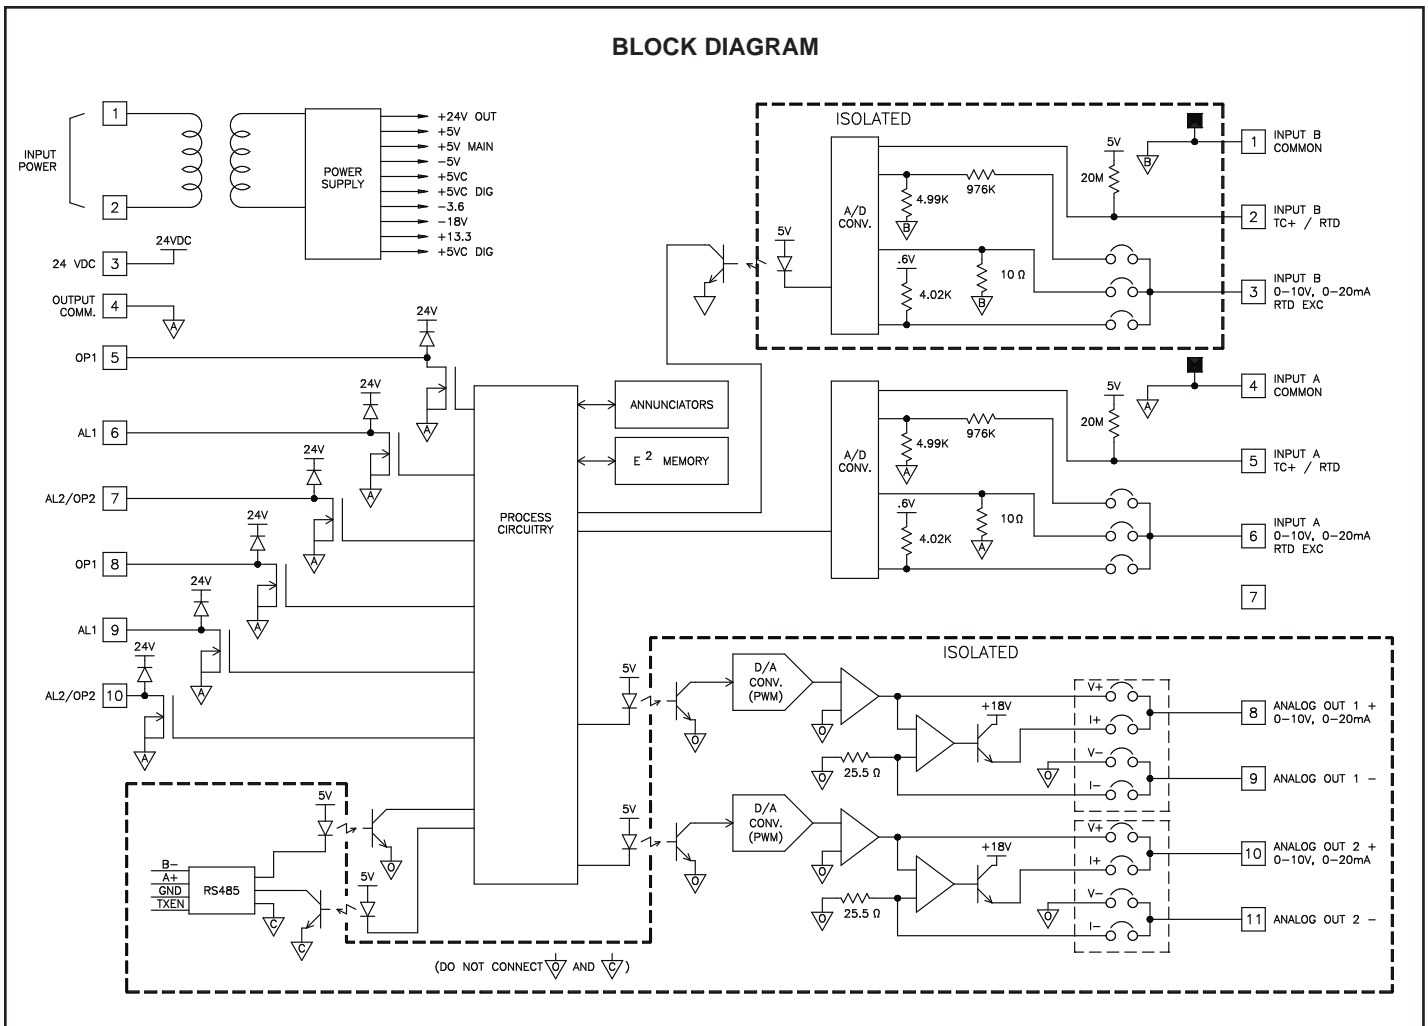 BLOCK DIAGRAM
1
2
INPUT
POWER
POWER
SUPPLY
+24V OUT
+5V
+5V MAIN
-5V
+5VC
+5VC DIG
-3.6
-18V
+13.3
+5VC DIG
24 VDC
3
24VDC
OUTPUT
COMM.
4
A
OP1
5
24V
A
AL1
6
24V
A
AL2/OP2
7
24V
A
OP1
8
24V
A
AL1
9
24V
A
AL2/OP2
10
24V
A
PROCESS
CIRCUITRY
ANNUNCIATORS
E 2 MEMORY
ISOLATED
5V
A/D
CONV.
4.99K
B
976K
5V
20M
B
.6V
4.02K
10 Ω
B
1
INPUT B
COMMON
2
INPUT B
TC+ / RTD
3
INPUT B
0-10V, 0-20mA
RTD EXC
A/D
CONV.
4.99K
A
976K
5V
20M
A
.6V
4.02K
10 Ω
A
4
INPUT A
COMMON
5
INPUT A
TC+ / RTD
6
INPUT A
0-10V, 0-20mA
RTD EXC
7
ISOLATED
5V
O
D/A
CONV.
(PWM)
O
+18V
O
25.5 Ω
O
V+
I+
V-
I-
8
ANALOG OUT 1 +
0-10V, 0-20mA
9
ANALOG OUT 1 -
5V
O
D/A
CONV.
(PWM)
O
+18V
O
25.5 Ω
O
V+
I+
V-
I-
10
ANALOG OUT 2 +
0-10V, 0-20mA
11
ANALOG OUT 2 -
5V
O
B-
A+
GND
TXEN
RS485
C
C
5V
(DO NOT CONNECT O AND C )